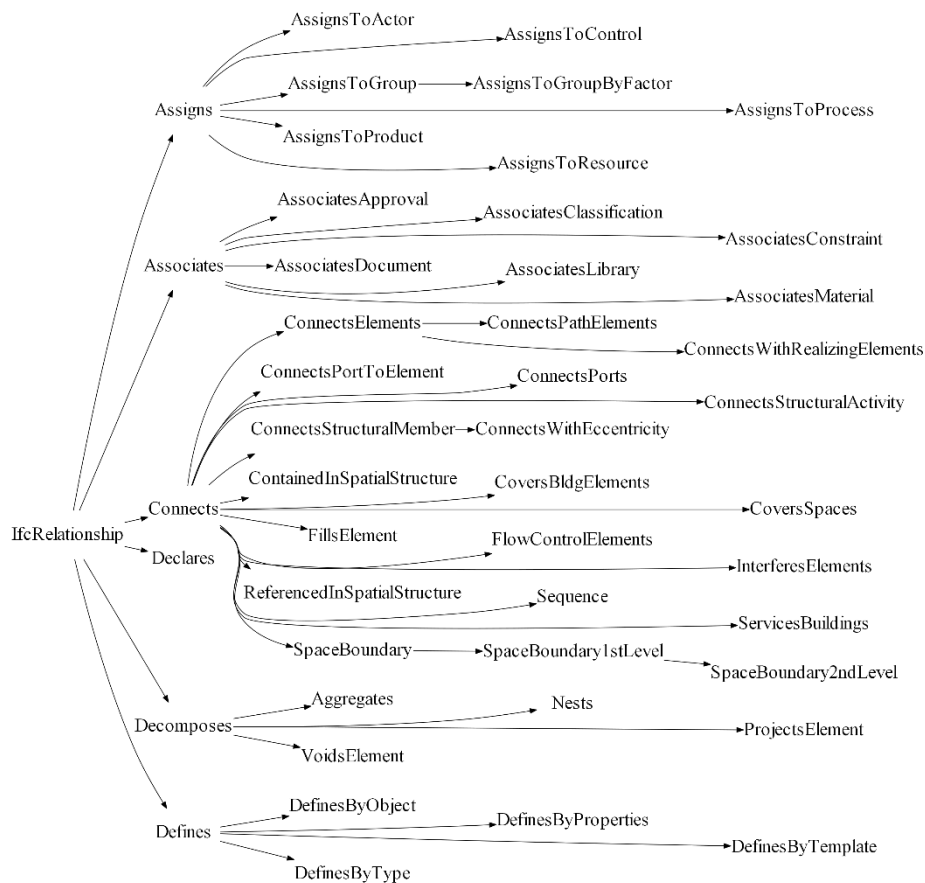 AssignsToActor
AssignsToControl
AssignsToGroup
AssignsToGroupByFactor
Assigns
AssignsToProcess
AssignsToProduct
AssignsToResource
AssociatesApproval
AssociatesClassification
AssociatesConstraint
Associates
AssociatesDocument
AssociatesLibrary
AssociatesMaterial
ConnectsElements
ConnectsPathElements
ConnectsWithRealizingElements
ConnectsPortToElement
ConnectsPorts
ConnectsStructuralActivity
ConnectsStructuralMember
ConnectsWithEccentricity
ContainedInSpatialStructure
CoversBldgElements
Connects
CoversSpaces
IfcRelationship
FillsElement
FlowControlElements
Declares
InterferesElements
ReferencedInSpatialStructure
Sequence
ServicesBuildings
SpaceBoundary
SpaceBoundary1stLevel
SpaceBoundary2ndLevel
Aggregates
Nests
Decomposes
ProjectsElement
VoidsElement
DefinesByObject
DefinesByProperties
Defines
DefinesByTemplate
DefinesByType